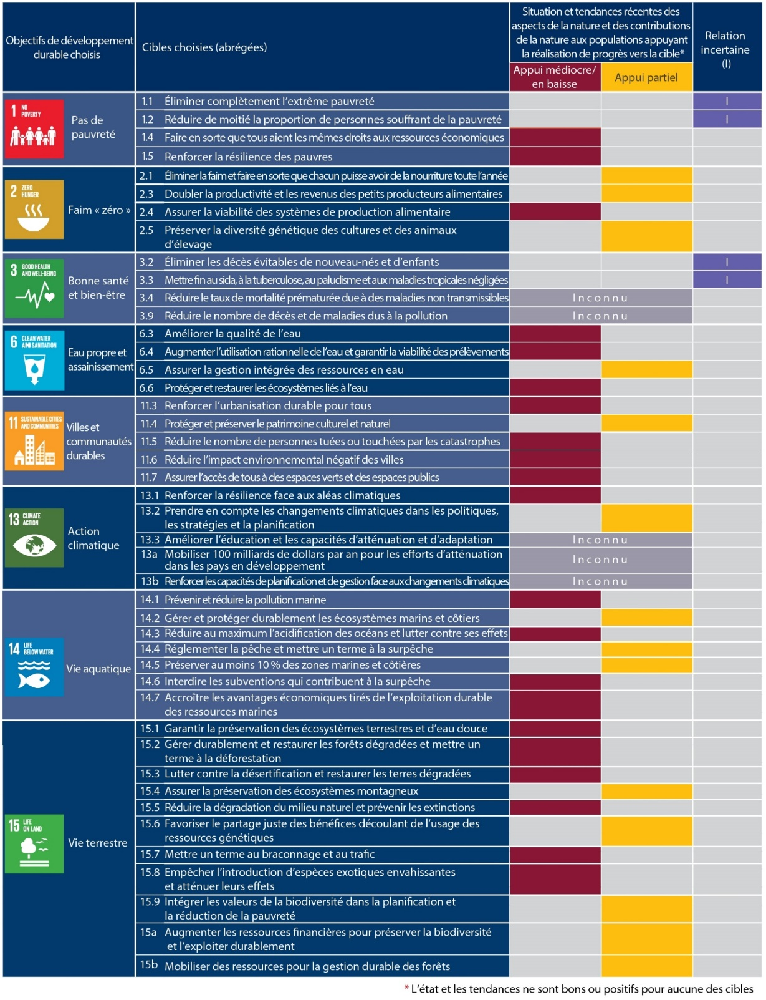 Objectifs de développement
durable choisis
Cibles choisies (abrégées)
Situation et tendances récentes des
aspects de la nature et des contributions
de la nature aux populations appuyant
la réalisation de progrès vers la cible*
Appui médiocre/
en baisse
Appui partiel
Relation
incertaine
(I)
1 NO
POVERTY
Pas de
pauvreté
1.1 Éliminer complètement l'extrême pauvreté I
1.2 Réduire de moitié la proportion de personnes souffrant de la pauvreté I
1.4 Faire en sorte que tous aient les mêmes droits aux ressources économiques
1.5 Renforcer la résilience des pauvres
2 ZERO
HUNGER
Faim « zéro »
2.1 Éliminer la faim et faire en sorte que chacun puisse avoir de la nourriture toute l'année
2.3 Doubler la productivité et les revenus des petits producteurs alimentaires
2.4 Assurer la viabilité des systèmes de production alimentaire
2.5 Préserver la diversité génétique des cultures et des animaux
d'élevage
3 GOOD HEALTH
AND WELL-BEING
Bonne santé
et bien-être
3.2 Éliminer les décès évitables de nouveau-nés et d'enfants I
3.3 Mettre fin au sida, à la tuberculose, au paludisme et aux maladies tropicales négligées I
3.4 Réduire le taux de mortalité prématurée due à des maladies non transmissibles Inconnu
3.9 Réduire le nombre de décès et de maladies dus à la pollution Inconnu
6 CLEAN WATER
AND SANITATION
Eau propre et
assainissement
6.3 Améliorer la qualité de l'eau
6.4 Augmenter l'utilisation rationnelle de l'eau et garantir la viabilité des prélèvements
6.5 Assurer la gestion intégrée des ressources en eau
6.6 Protéger et restaurer les écosystèmes liés à l'eau
11 SUSTAINABLE CITIES
AND COMMUNITIES
Villes et
communautés
durables
11.3 Renforcer l'urbanisation durable pour tous
11.4 Protéger et préserver le patrimoine culturel et naturel
11.5 Réduire le nombre de personnes tuées ou touchées par les catastrophes
11.6 Réduire l'impact environnemental négatif des villes
11.7 Assurer l'accès de tous à des espaces verts et des espaces publics
13 CLIMATE
ACTION
Action
climatique
13.1 Renforcer la résilience face aux aléas climatiques
13.2 Prendre en compte les changements climatiques dans les politiques,
les stratégies et la planification
13.3 Améliorer l'éducation et les capacités d'atténuation et d'adaptation Inconnu
13a Mobiliser 100 milliards de dollars par an pour les efforts d'atténuation
dans les pays en développement Inconnu
13b Renforcer les capacités de planification et de gestion face aux changements climatiques Inconnu
14 LIFE
BELOW WATER
Vie aquatique
14.1 Prévenir et réduire la pollution marine
14.2 Gérer et protéger durablement les écosystèmes marins et côtiers
14.3 Réduire au maximum l'acidification des océans et lutter contre ses effets
14.4 Réglementer la pêche et mettre un terme à la surpêche
14.5 Préserver au moins 10 % des zones marines et côtières
14.6 Interdire les subventions qui contribuent à la surpêche
14.7 Accroître les avantages économiques tirés de l'exploitation durable
des ressources marines
15 LIFE
ON LAND
Vie terrestre
15.1 Garantir la préservation des écosystèmes terrestres et d'eau douce
15.2 Gérer durablement et restaurer les forêts dégradées et mettre un
terme à la déforestation
15.3 Lutter contre la désertification et restaurer les terres dégradées
15.4 Assurer la préservation des écosystèmes montagneux
15.5 Réduire la dégradation du milieu naturel et prévenir les extinctions
15.6 Favoriser le partage juste des bénéfices découlant de l'usage des
ressources génétiques
15.7 Mettre un terme au braconnage et au trafic
15.8 Empêcher l'introduction d'espèces exotiques envahissantes
et atténuer leurs effets
15.9 Intégrer les valeurs de la biodiversité dans la planification et
la réduction de la pauvreté
15a Augmenter les ressources financières pour préserver la biodiversité
et l'exploiter durablement
15b Mobiliser des ressources pour la gestion durable des forêts
* L'état et les tendances ne sont bons ou positifs pour aucune des cibles